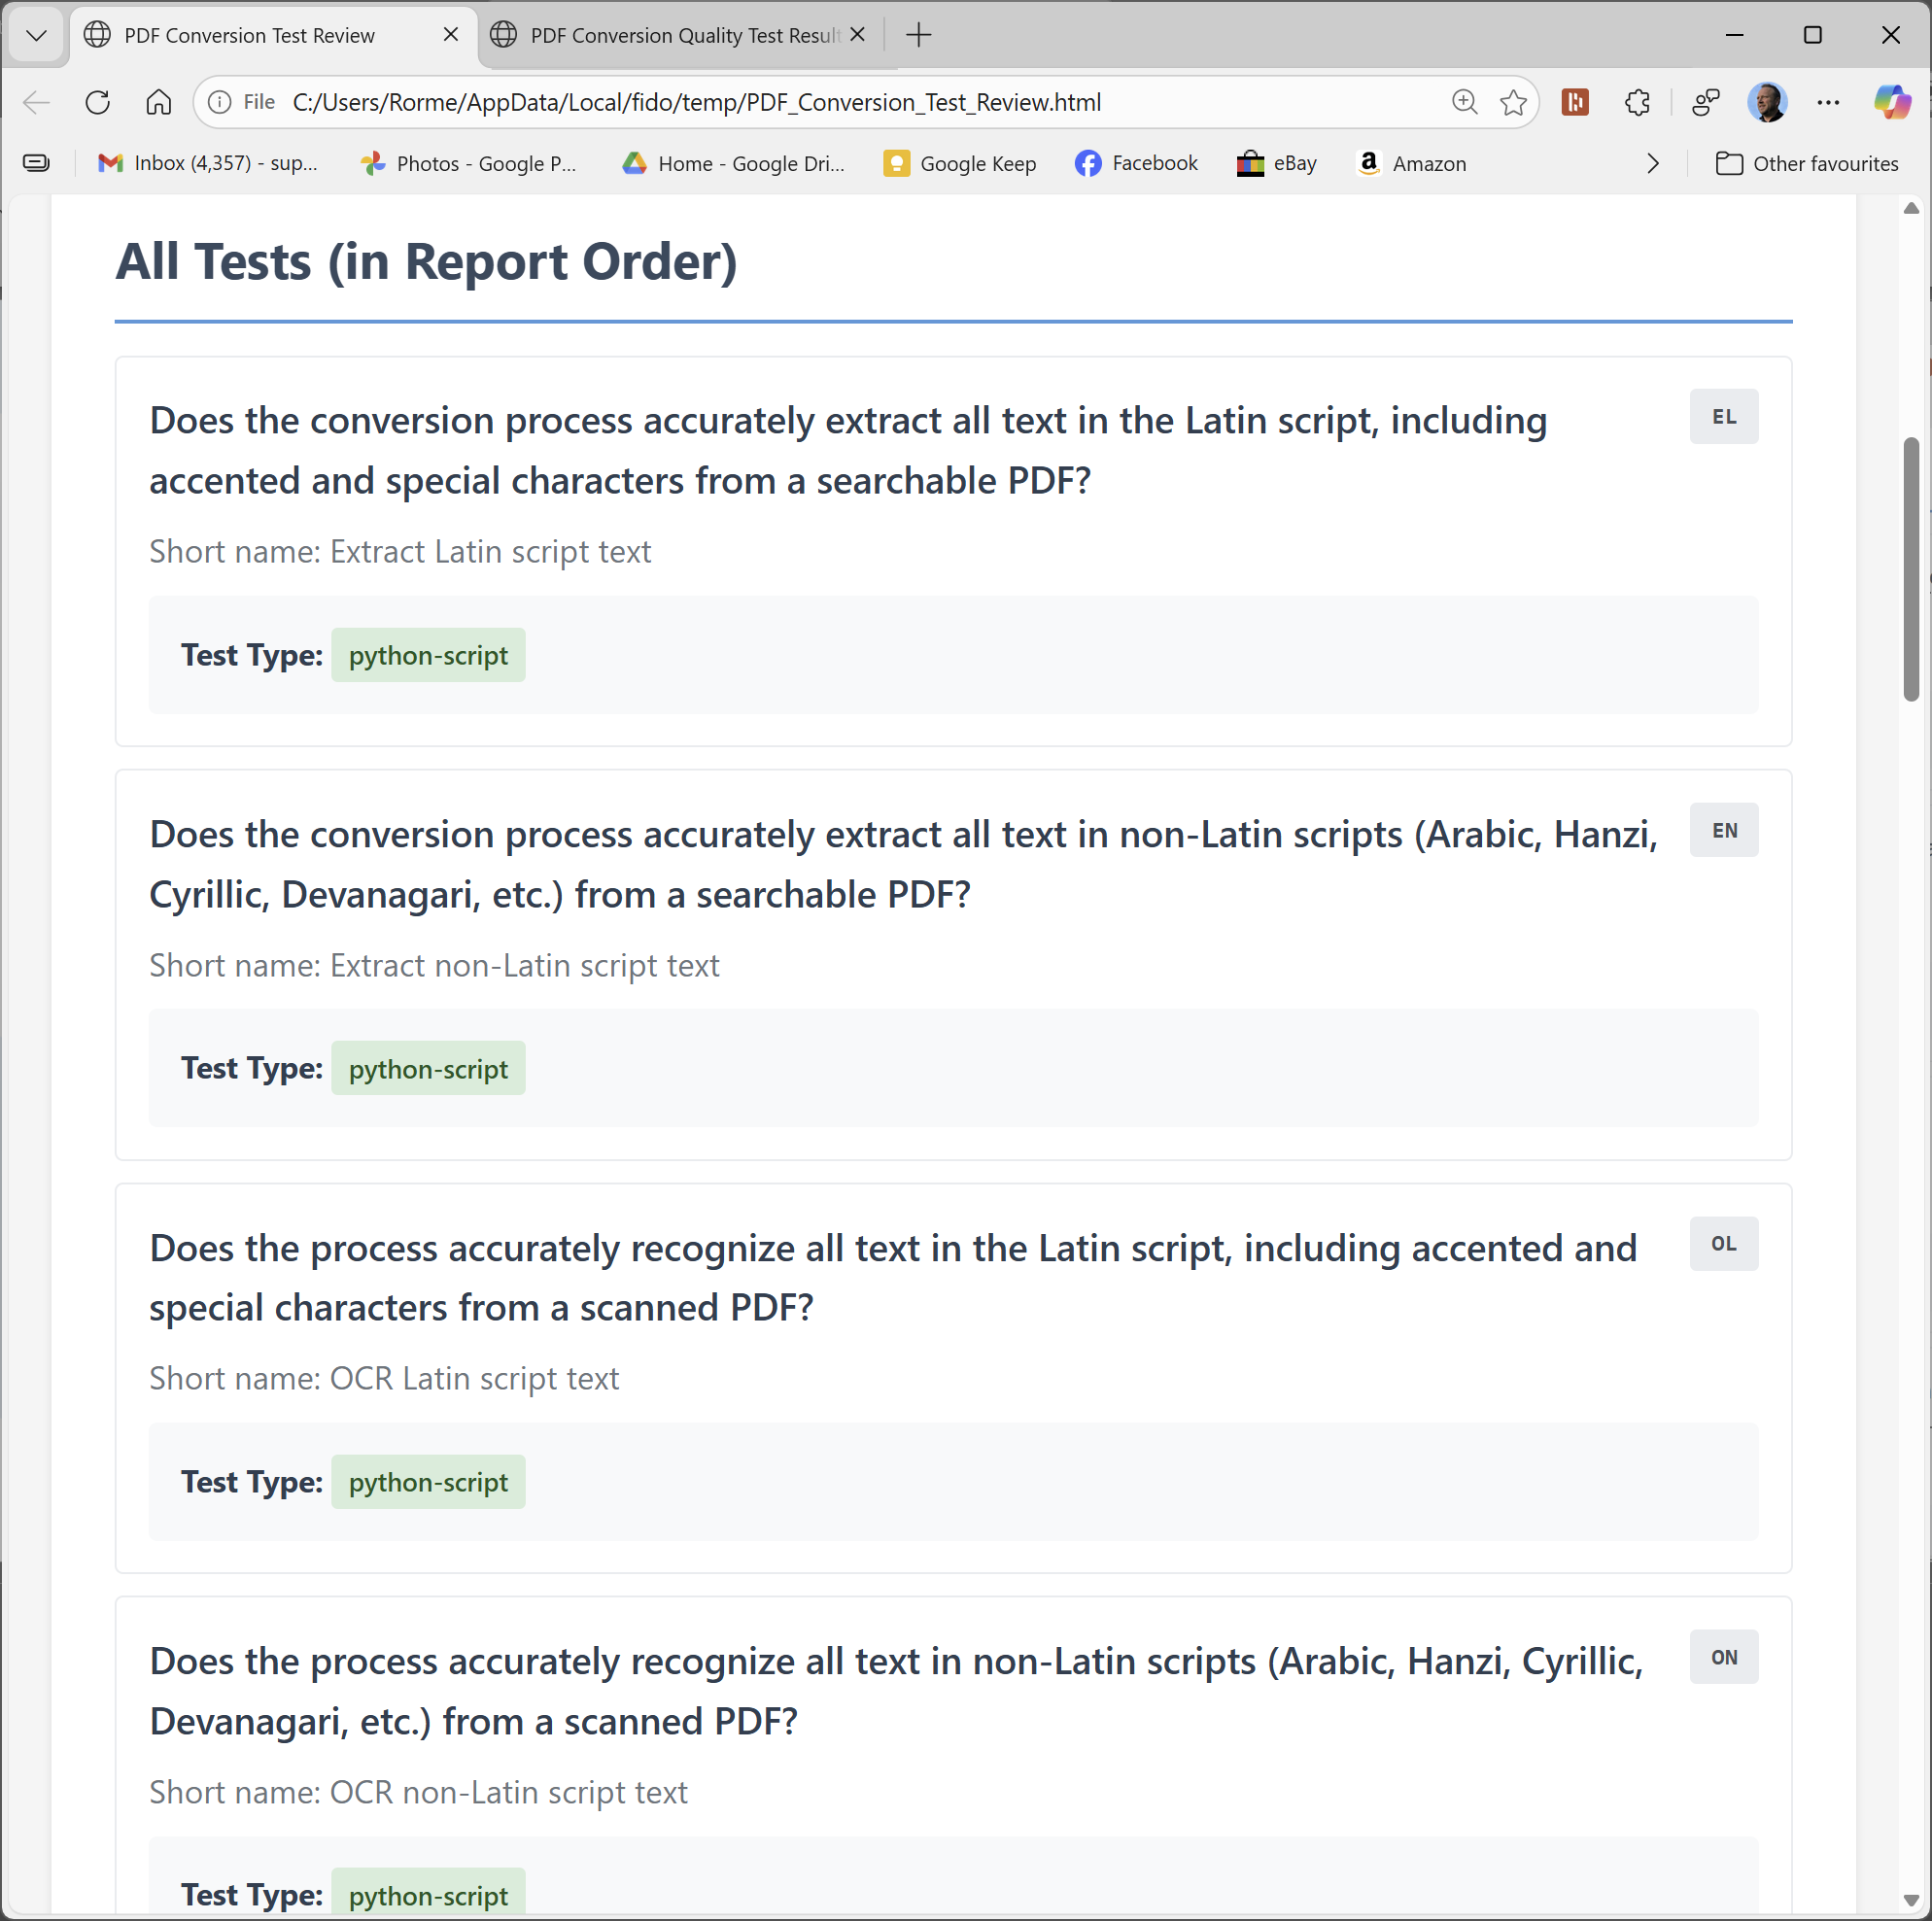 PDF Conversion Test Review
PDF Conversion Quality Test Result
File C:/Users/Rorme/AppData/Local/fido/temp/PDF_Conversion_Test_Review.html
Inbox (4,357) - sup...
Photos - Google P...
Home - Google Dri...
Google Keep
Facebook
eBay
Amazon
Other favourites
All Tests (in Report Order)
Does the conversion process accurately extract all text in the Latin script, including
accented and special characters from a searchable PDF?
EL
Short name: Extract Latin script text
Test Type: python-script
Does the conversion process accurately extract all text in non-Latin scripts (Arabic, Hanzi,
Cyrillic, Devanagari, etc.) from a searchable PDF?
EN
Short name: Extract non-Latin script text
Test Type: python-script
Does the process accurately recognize all text in the Latin script, including accented and
special characters from a scanned PDF?
OL
Short name: OCR Latin script text
Test Type: python-script
Does the process accurately recognize all text in non-Latin scripts (Arabic, Hanzi, Cyrillic,
Devanagari, etc.) from a scanned PDF?
ON
Short name: OCR non-Latin script text
Test Type: python-script